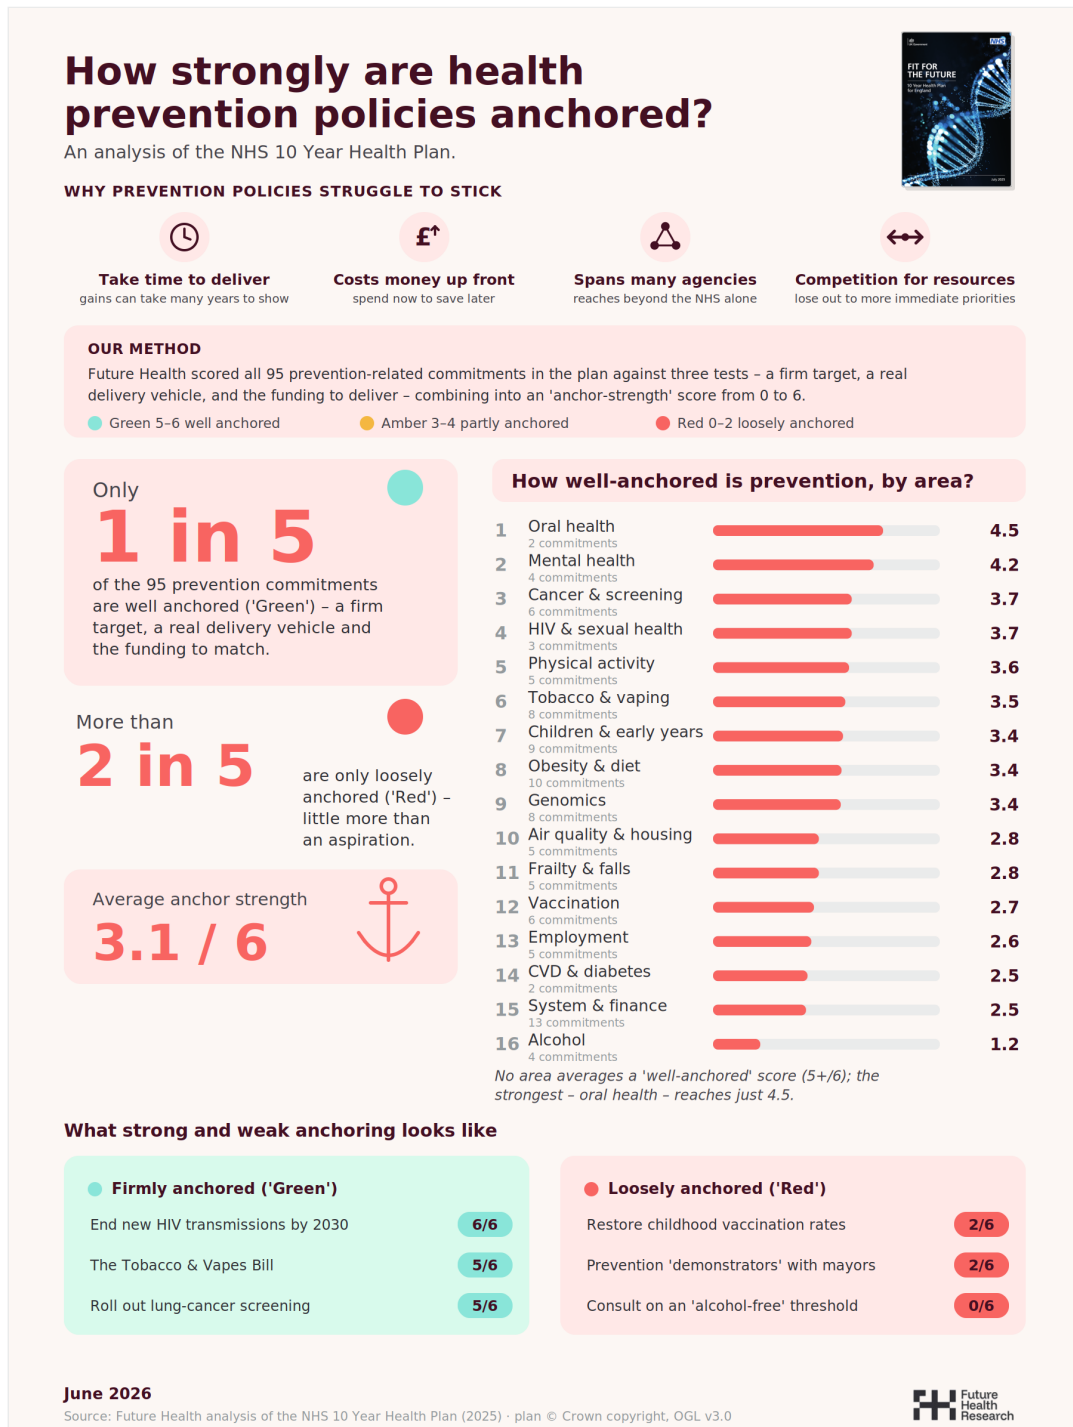 How strongly are health
prevention policies anchored?
An analysis of the NHS 10 Year Health Plan.
NHS
FIT FOR
THE FUTURE
10 Year Health Plan
for England
July 2025
WHY PREVENTION POLICIES STRUGGLE TO STICK
£
Take time to deliver
gains can take many years to show
Costs money up front
spend now to save later
Spans many agencies
reaches beyond the NHS alone
Competition for resources
lose out to more immediate priorities
OUR METHOD
Future Health scored all 95 prevention-related commitments in the plan against three tests – a firm target, a real
delivery vehicle, and the funding to deliver – combining into an 'anchor-strength' score from 0 to 6.
Green 5–6 well anchored
Amber 3–4 partly anchored
Red 0–2 loosely anchored
Only
1 in 5
of the 95 prevention commitments
are well anchored ('Green') – a firm
target, a real delivery vehicle and
the funding to match.
More than
2 in 5
are only loosely
anchored ('Red') –
little more than
an aspiration.
Average anchor strength
3.1 / 6
How well-anchored is prevention, by area?
1 Oral health 4.5
2 commitments
2 Mental health 4.2
4 commitments
3 Cancer & screening 3.7
6 commitments
4 HIV & sexual health 3.7
3 commitments
5 Physical activity 3.6
5 commitments
6 Tobacco & vaping 3.5
8 commitments
7 Children & early years 3.4
9 commitments
8 Obesity & diet 3.4
10 commitments
9 Genomics 3.4
8 commitments
10 Air quality & housing 2.8
5 commitments
11 Frailty & falls 2.8
5 commitments
12 Vaccination 2.7
6 commitments
13 Employment 2.6
5 commitments
14 CVD & diabetes 2.5
2 commitments
15 System & finance 2.5
13 commitments
16 Alcohol 1.2
4 commitments
No area averages a 'well-anchored' score (5+/6); the
strongest – oral health – reaches just 4.5.
What strong and weak anchoring looks like
Firmly anchored ('Green')
End new HIV transmissions by 2030 6/6
The Tobacco & Vapes Bill 5/6
Roll out lung-cancer screening 5/6
Loosely anchored ('Red')
Restore childhood vaccination rates 2/6
Prevention 'demonstrators' with mayors 2/6
Consult on an 'alcohol-free' threshold 0/6
June 2026
Source: Future Health analysis of the NHS 10 Year Health Plan (2025) · plan © Crown copyright, OGL v3.0
FH
Future
Health
Research